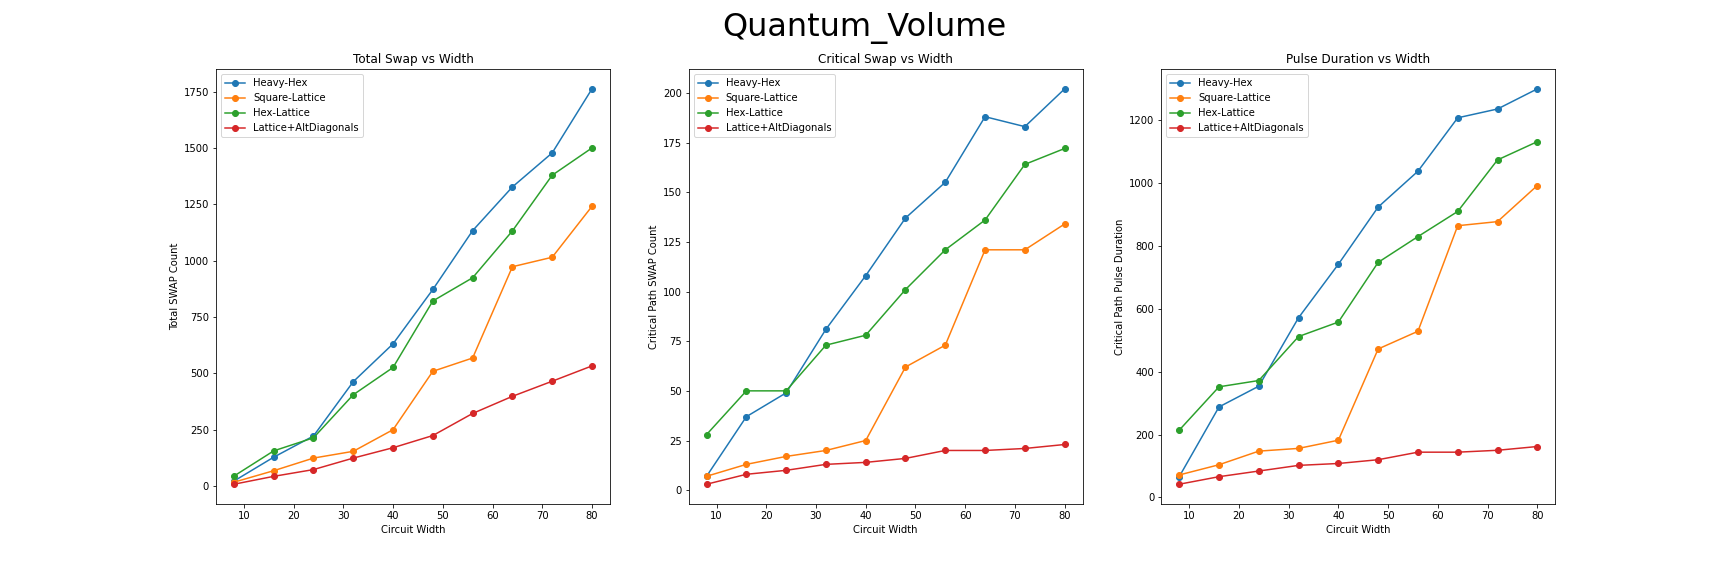 Quantum_Volume
Total Swap vs Width
Heavy-Hex
Square-Lattice
Hex-Lattice
Lattice+AltDiagonals
Total SWAP Count
1750
1500
1250
1000
750
500
250
0
10 20 30 40 50 60 70 80
Circuit Width
Critical Swap vs Width
Heavy-Hex
Square-Lattice
Hex-Lattice
Lattice+AltDiagonals
Critical Path SWAP Count
200
175
150
125
100
75
50
25
0
10 20 30 40 50 60 70 80
Circuit Width
Pulse Duration vs Width
Heavy-Hex
Square-Lattice
Hex-Lattice
Lattice+AltDiagonals
Critical Path Pulse Duration
1200
1000
800
600
400
200
0
10 20 30 40 50 60 70 80
Circuit Width